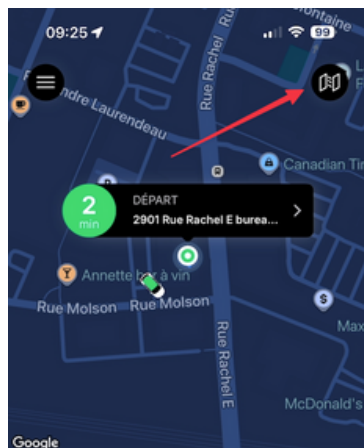 09:25
99
Fontaine
Rue Rachel
Laurendeau
Canadian Tir
2
min
DÉPART
2901 Rue Rachel E burea...
Annette bar à vin
Rue Molson
Rue Molson
Rue Rachel E
Max
McDonald's
Google